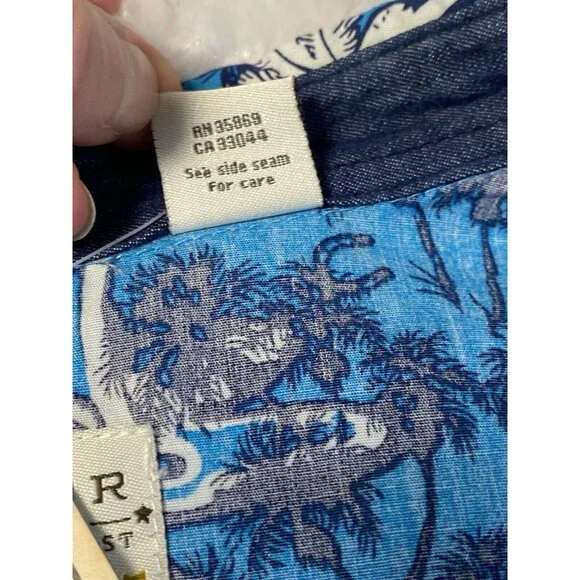 RN 35869
CA 33044
See side seam
For care
R
ST